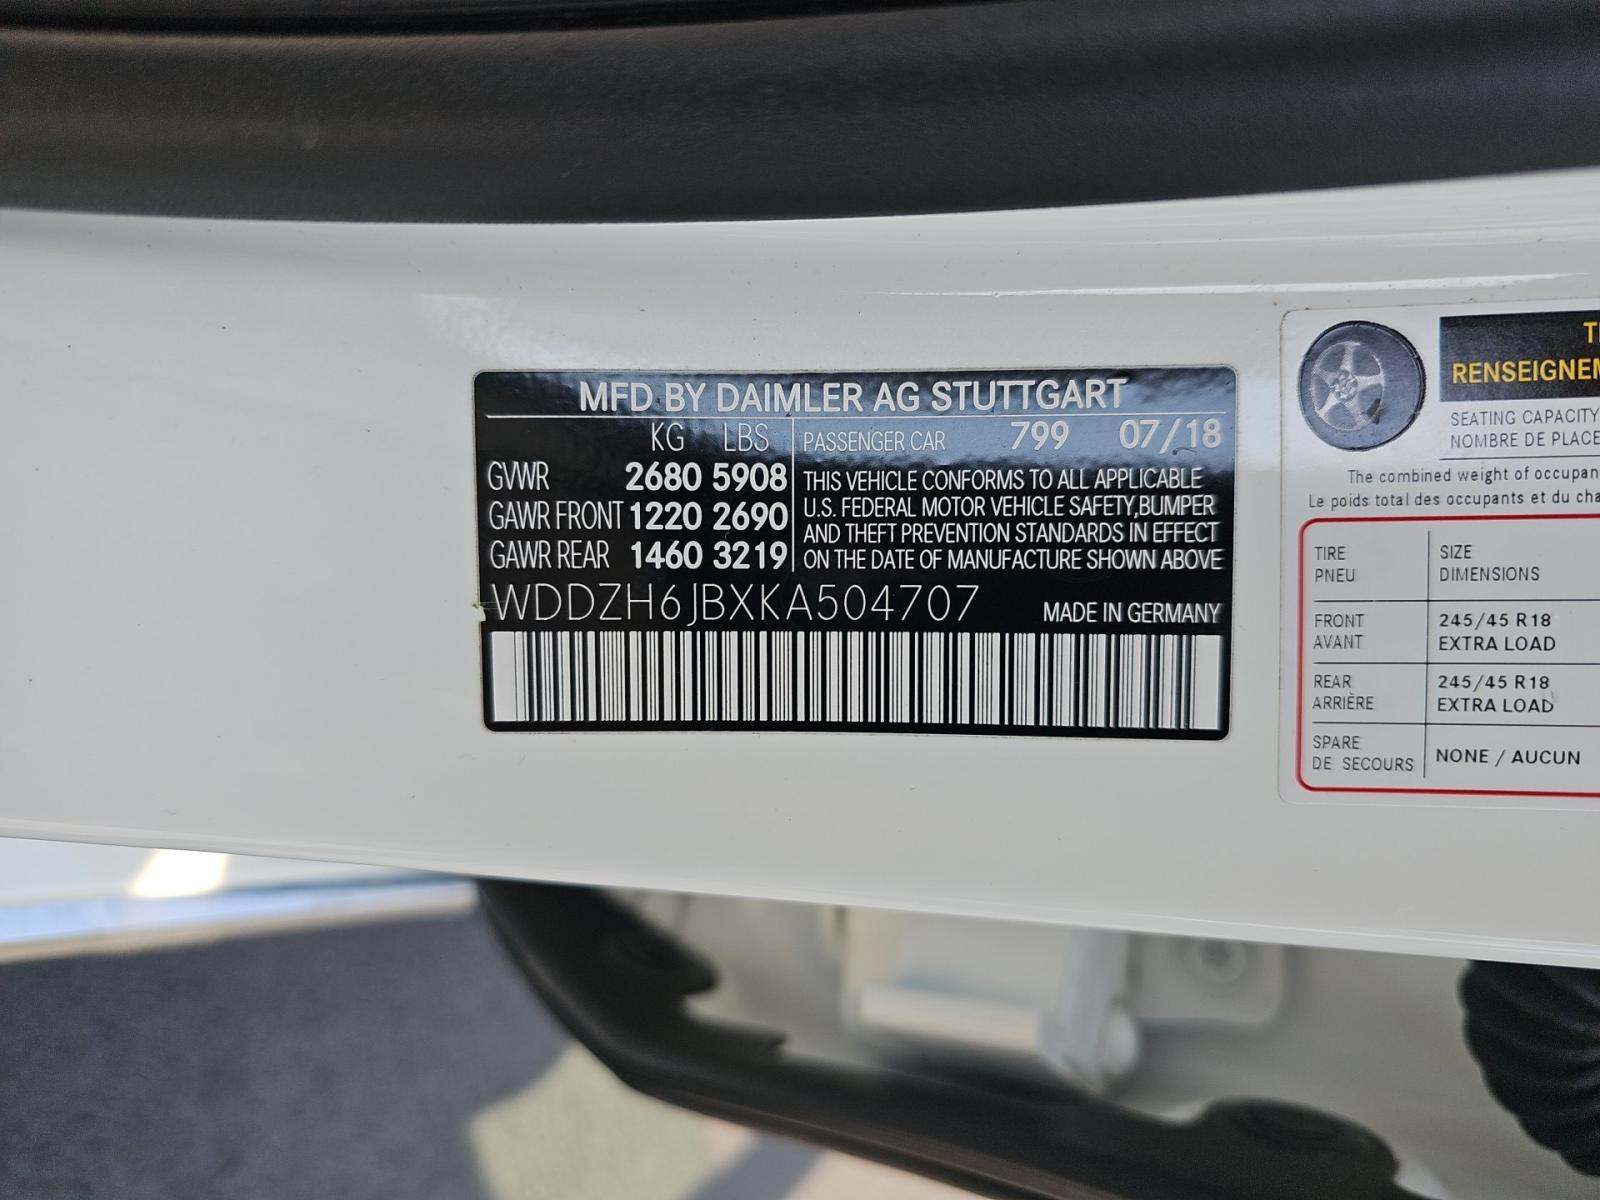 MFD BY DAIMLER AG STUTTGART
KG LBS
GVWR 2680 5908
GAWR FRONT 1220 2690
GAWR REAR 1460 3219
PASSENGER CAR 799 07/18
THIS VEHICLE CONFORMS TO ALL APPLICABLE
U.S. FEDERAL MOTOR VEHICLE SAFETY,BUMPER
AND THEFT PREVENTION STANDARDS IN EFFECT
ON THE DATE OF MANUFACTURE SHOWN ABOVE
WDDZH6JBXKA504707 MADE IN GERMANY
RENSEIGNEM
SEATING CAPACITY
NOMBRE DE PLACE
The combined weight of occupan
Le poids total des occupants et du cha
TIRE SIZE
PNEU DIMENSIONS
FRONT 245/45 R18
AVANT EXTRA LOAD
REAR 245/45 R18
ARRIÈRE EXTRA LOAD
SPARE
DE SECOURS NONE / AUCUN